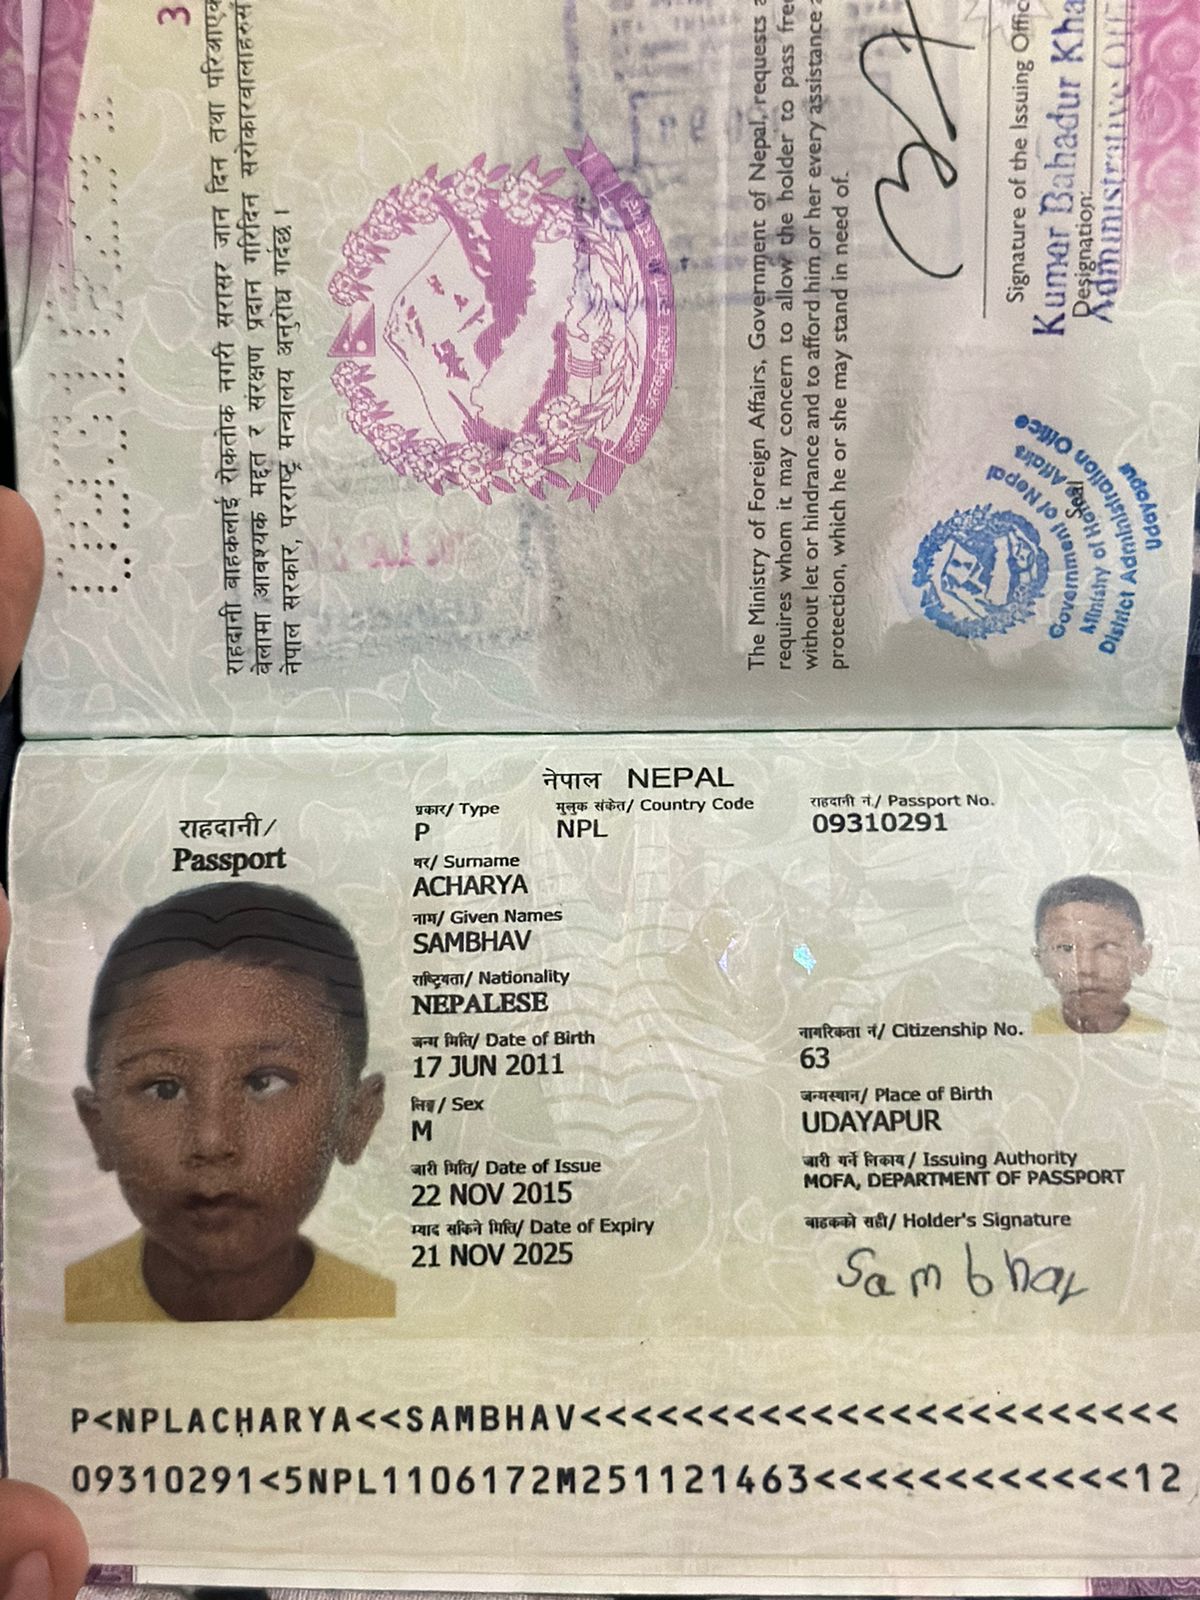 3
राहदानी बाहकलाई रोकतोक नगरी सरासर जान दिन तथा परिआएका
बेलामा आवश्यक मद्दत र संरक्षण प्रदान गरिदिन सरोकारवालाहरुसँग
नेपाल सरकार, परराष्ट्र मन्त्रालय अनुरोध गर्दछ ।
The Ministry of Foreign Affairs, Government of Nepal, requests a
requires whom it may concern to allow the holder to pass free
without let or hindrance and to afford him or her every assistance a
protection, which he or she may stand in need of.
Signature of the Issuing Offic
Kumar Bahadur Kha
Designation:
Administrative Off
Seal
Government of Nepal
Ministry of Home Affairs
District Administration Office
Udayapur
नेपाल NEPAL
राहदानी/
Passport
प्रकार/ Type मुलुक संकेत/ Country Code राहदानी नं./ Passport No.
P NPL 09310291
थर/ Surname
ACHARYA
नाम/ Given Names
SAMBHAV
राष्ट्रियता/ Nationality
NEPALESE
जन्म मिति/ Date of Birth नागरिकता नं/ Citizenship No.
17 JUN 2011 63
लिङ्ग/ Sex जन्मस्थान/ Place of Birth
M UDAYAPUR
जारी मिति/ Date of Issue जारी गर्ने निकाय/ Issuing Authority
22 NOV 2015 MOFA, DEPARTMENT OF PASSPORT
म्याद सकिने मिति/ Date of Expiry बाहकको सही/ Holder's Signature
21 NOV 2025 Sambhav
P<NPLACHARYA<<SAMBHAV<<<<<<<<<<<<<<<<<<<<<<<
09310291<5NPL1106172M251121463<<<<<<<<<<<<12